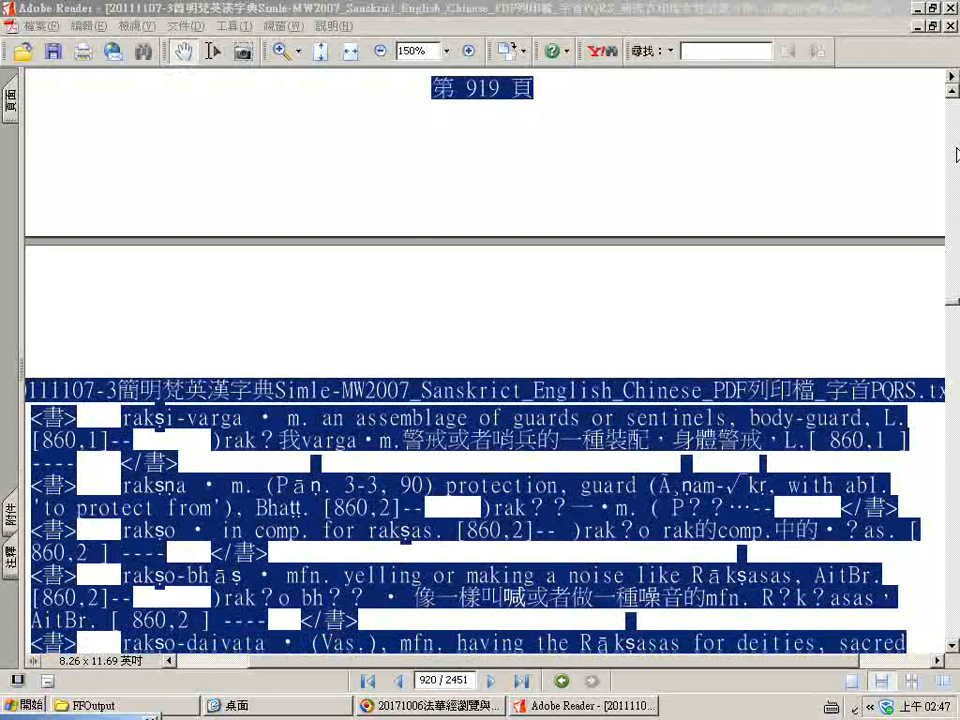 Adobe Reader - [20111107-3簡明梵英漢字典Simle-MW2007_Sanskrict_English_Chinese_PDF列印檔_字首PQRS
檔案(F) 編輯(E) 檢視(V) 文件(D) 工具(T) 視窗(W) 說明(H)
150% 尋找：
第 919 頁
頁面
111107-3簡明梵英漢字典Simle-MW2007_Sanskrict_English_Chinese_PDF列印檔_字首PQRS.tx
<書> rakṣi-varga • m. an assemblage of guards or sentinels, body-guard, L.
[860,1]-- )rak？我varga•m.警戒或者哨兵的一種裝配，身體警戒，L.[ 860,1 ]
---- </書>
<書> rakṣṇa • m. (Pāṇ. 3-3, 90) protection, guard (Ã,ṇam-√kṛ, with abl.
'to protect from'), Bhaṭṭ. [860,2]-- )rak？？一•m. ( P？？…-- </書>
<書> rakṣo • in comp. for rakṣas. [860,2]-- )rak？o rak的comp.中的•？as. [
860,2 ] ---- </書>
<書> rakṣo-bhāṣ • mfn. yelling or making a noise like Rākṣasas, AitBr.
[860,2]-- )rak？o bh？？ • 像一樣叫喊或者做一種噪音的mfn. R？k？asas，
AitBr. [ 860,2 ] ---- </書>
附件
注釋
<書> rakṣo-daivata • (Vas.), mfn. having the Rākṣasas for deities, sacred
8.26 x 11.69 英吋
920 / 2451
開始 FFOutput 桌面 20171006法華經瀏覽與... Adobe Reader - [2011110... 上午 02:47